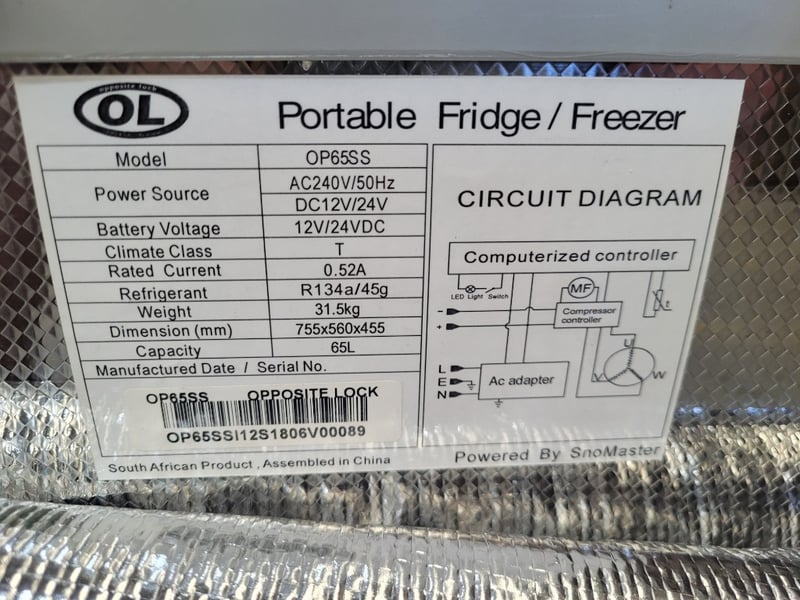 opposite lock
OL
Portable Fridge / Freezer
Model OP65SS
Power Source AC240V/50Hz
DC12V/24V
Battery Voltage 12V/24VDC
Climate Class T
Rated Current 0.52A
Refrigerant R134a/45g
Weight 31.5kg
Dimension (mm) 755x560x455
Capacity 65L
Manufactured Date / Serial No.
OP65SS OPPOSITE LOCK
OP65SSI12S1806V00089
South African Product , Assembled in China
CIRCUIT DIAGRAM
Computerized controller
LED Light Switch
MF
t
Compressor
controller
-
+
U
V
W
L
E
N
Ac adapter
Powered By SnoMaster